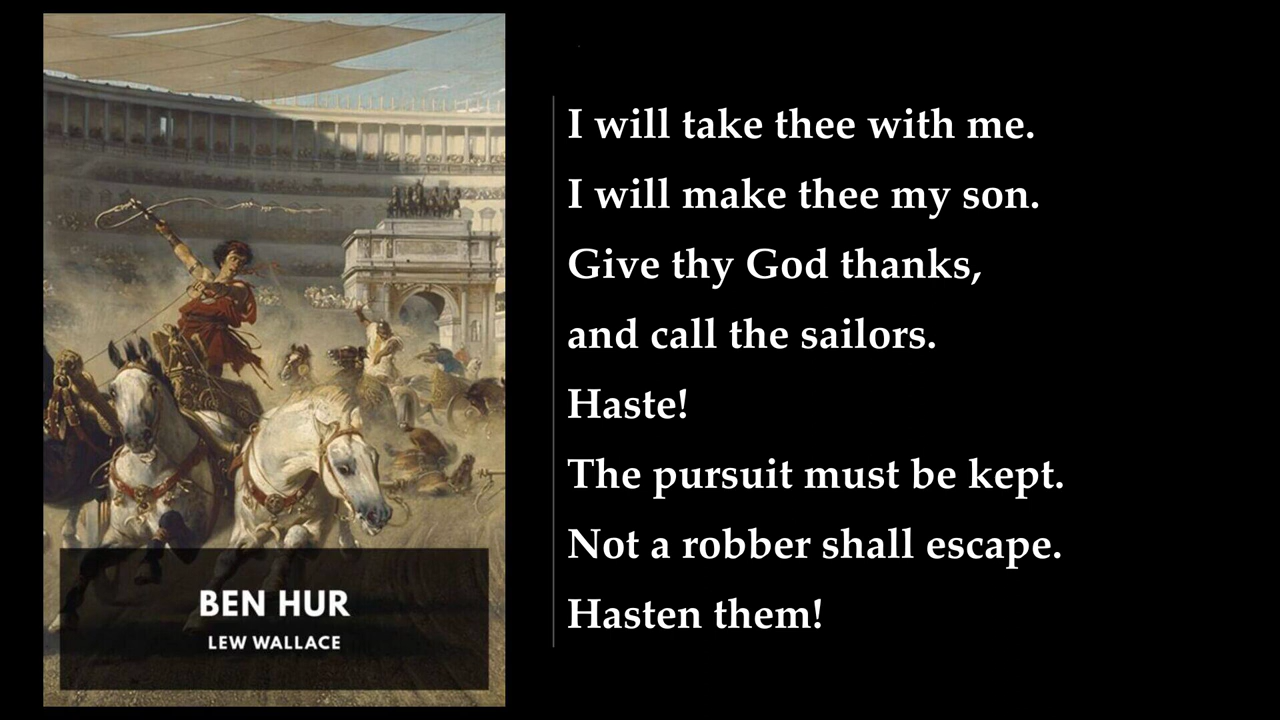 BEN HUR
LEW WALLACE
I will take thee with me.
I will make thee my son.
Give thy God thanks,
and call the sailors.
Haste!
The pursuit must be kept.
Not a robber shall escape.
Hasten them!